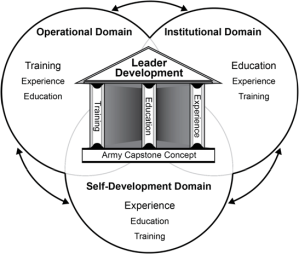 Operational Domain
Institutional Domain
Training
Experience
Education
Leader
Development
Education
Experience
Training
Training
Education
Experience
Army Capstone Concept
Self-Development Domain
Experience
Education
Training